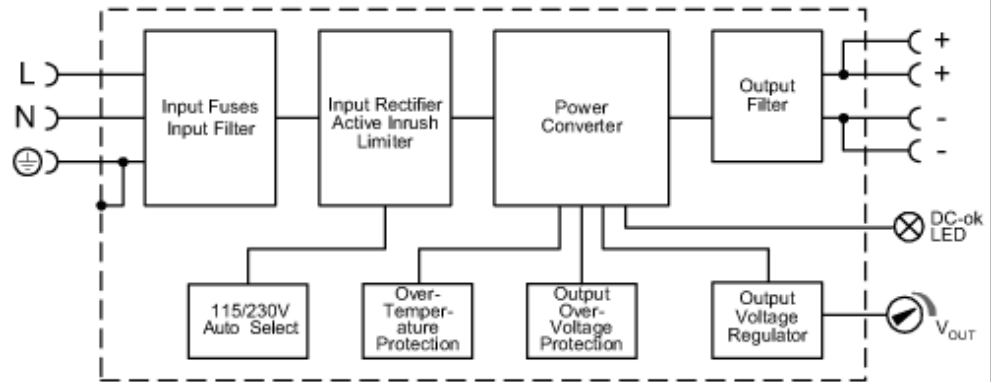 L
N
Input Fuses
Input Filter
Input Rectifier
Active Inrush
Limiter
Power
Converter
Output
Filter
+
+
-
-
DC-ok
LED
115/230V
Auto Select
Over-
Temper-
ature
Protection
Output
Over-
Voltage
Protection
Output
Voltage
Regulator
VOUT